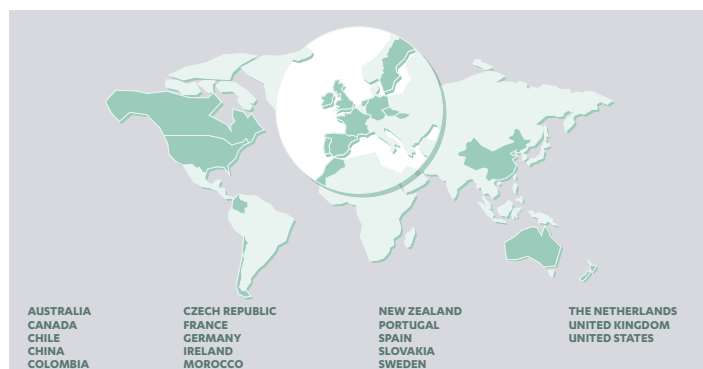 AUSTRALIA
CANADA
CHILE
CHINA
COLOMBIA
CZECH REPUBLIC
FRANCE
GERMANY
IRELAND
MOROCCO
NEW ZEALAND
PORTUGAL
SPAIN
SLOVAKIA
SWEDEN
THE NETHERLANDS
UNITED KINGDOM
UNITED STATES